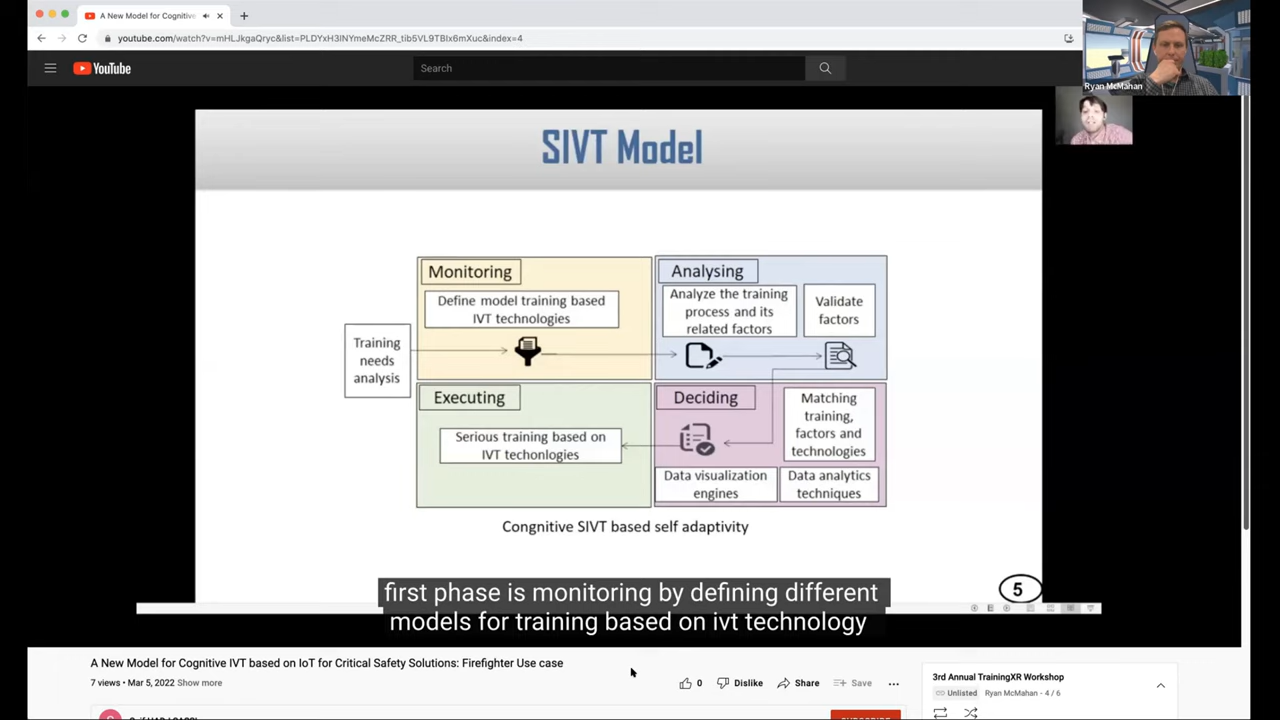 A New Model for Cognitive
youtube.com/watch?v=mHLJkgaQryc&list=PLDYxH3lNYmeMcZRR_tib5VL9TBlx6mXuc&index=4
YouTube
Search
Ryan McMahan
SIVT Model
Monitoring
Define model training based
IVT technologies
Analysing
Analyze the training
process and its
related factors
Validate
factors
Training
needs
analysis
Executing
Serious training based on
IVT techonlogies
Deciding
Matching
training,
factors and
technologies
Data visualization
engines
Data analytics
techniques
Congnitive SIVT based self adaptivity
5
first phase is monitoring by defining different
models for training based on ivt technology
A New Model for Cognitive IVT based on IoT for Critical Safety Solutions: Firefighter Use case
7 views • Mar 5, 2022 Show more
0
Dislike
Share
Save
3rd Annual TrainingXR Workshop
Unlisted Ryan McMahan - 4 / 6